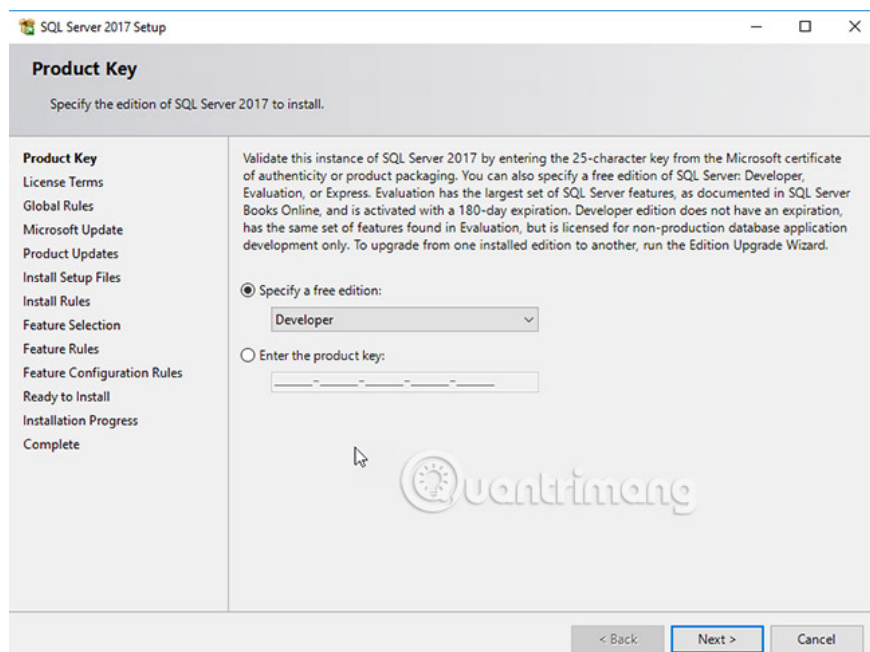 SQL Server 2017 Setup
Product Key
Specify the edition of SQL Server 2017 to install.
Product Key
License Terms
Global Rules
Microsoft Update
Product Updates
Install Setup Files
Install Rules
Feature Selection
Feature Rules
Feature Configuration Rules
Ready to Install
Installation Progress
Complete
Validate this instance of SQL Server 2017 by entering the 25-character key from the Microsoft certificate
of authenticity or product packaging. You can also specify a free edition of SQL Server: Developer,
Evaluation, or Express. Evaluation has the largest set of SQL Server features, as documented in SQL Server
Books Online, and is activated with a 180-day expiration. Developer edition does not have an expiration,
has the same set of features found in Evaluation, but is licensed for non-production database application
development only. To upgrade from one installed edition to another, run the Edition Upgrade Wizard.
Specify a free edition:
Developer
Enter the product key:
_____-_____-_____-_____-_____
Quantrimang
< Back
Next >
Cancel